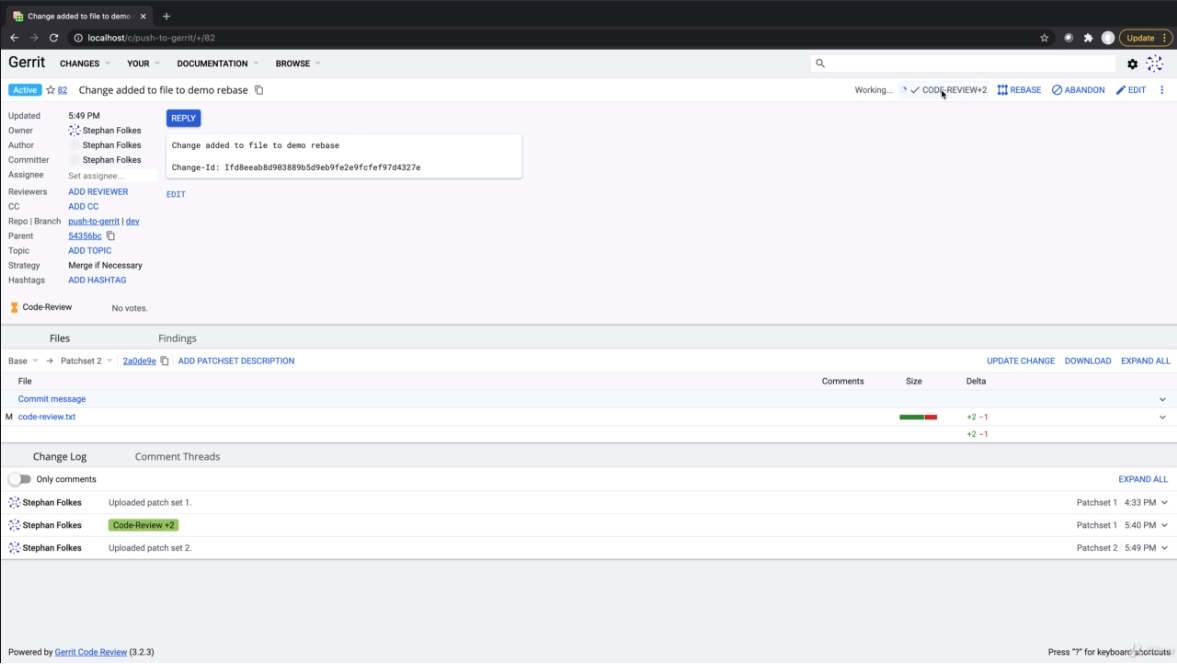 Change added to file to demo
localhost/c/push-to-gerrit/+/82
Update
Gerrit CHANGES YOUR DOCUMENTATION BROWSE
Active 82 Change added to file to demo rebase Working... CODE-REVIEW+2 REBASE ABANDON EDIT
Updated 5:49 PM
Owner Stephan Folkes
Author Stephan Folkes
Committer Stephan Folkes
Assignee Set assignee...
Reviewers ADD REVIEWER
CC ADD CC
Repo | Branch push-to-gerrit | dev
Parent 54356bc
Topic ADD TOPIC
Strategy Merge if Necessary
Hashtags ADD HASHTAG
REPLY
Change added to file to demo rebase
Change-Id: Ifd8eeab8d903889b5d9eb9fe2e9fcfef97d4327e
EDIT
Code-Review No votes.
Files Findings
Base → Patchset 2 2a0de9e ADD PATCHSET DESCRIPTION UPDATE CHANGE DOWNLOAD EXPAND ALL
File Comments Size Delta
Commit message
M code-review.txt +2 −1
+2 −1
Change Log Comment Threads
Only comments EXPAND ALL
Stephan Folkes Uploaded patch set 1. Patchset 1 4:33 PM
Stephan Folkes Code-Review +2 Patchset 1 5:40 PM
Stephan Folkes Uploaded patch set 2. Patchset 2 5:49 PM
Powered by Gerrit Code Review (3.2.3) Press "?" for keyboard shortcuts